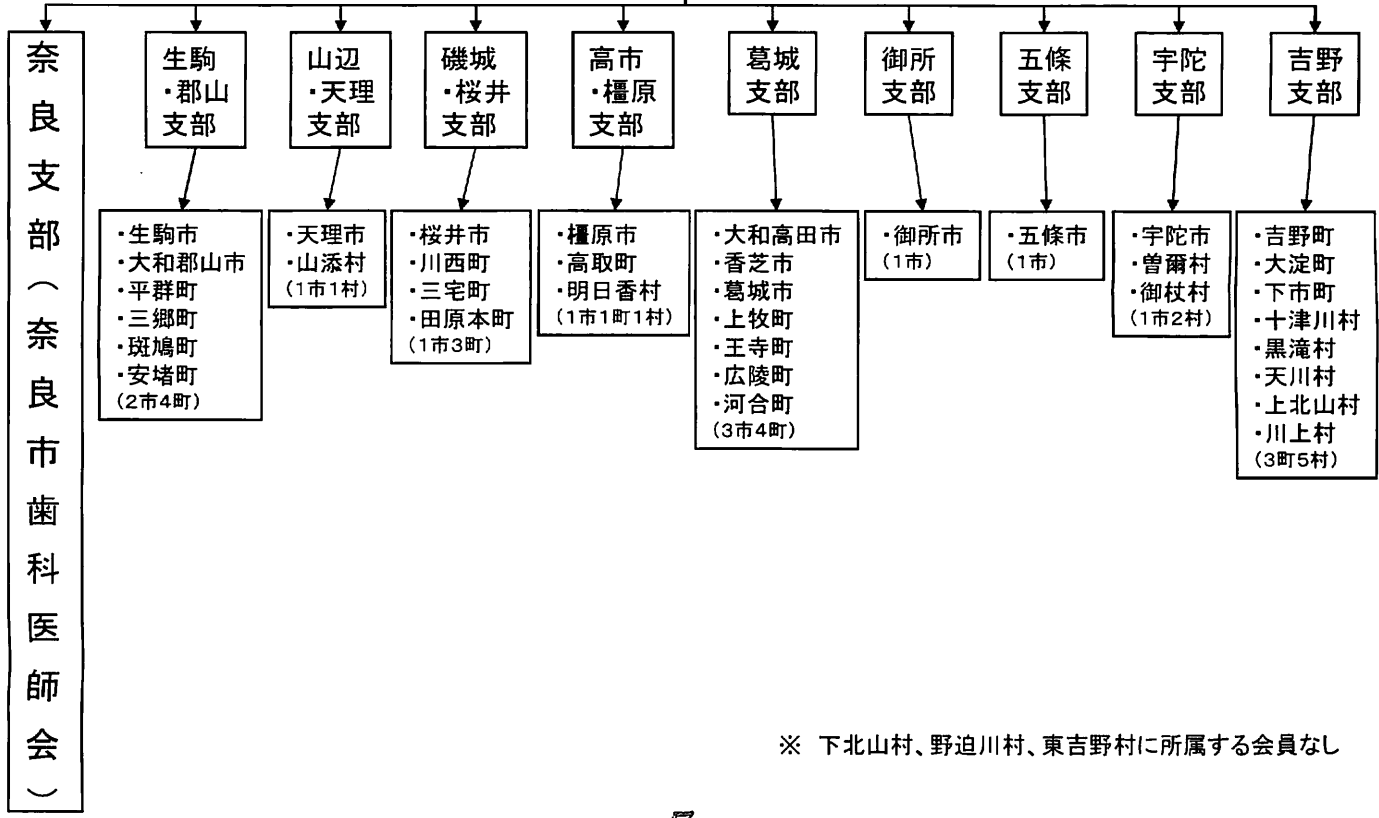 奈良支部（奈良市歯科医師会）
生駒
・郡山
支部
山辺
・天理
支部
磯城
・桜井
支部
高市
・橿原
支部
葛城
支部
御所
支部
五條
支部
宇陀
支部
吉野
支部
・生駒市
・大和郡山市
・平群町
・三郷町
・斑鳩町
・安堵町
(2市4町)
・天理市
・山添村
(1市1村)
・桜井市
・川西町
・三宅町
・田原本町
(1市3町)
・橿原市
・高取町
・明日香村
(1市1町1村)
・大和高田市
・香芝市
・葛城市
・上牧町
・王寺町
・広陵町
・河合町
(3市4町)
・御所市
(1市)
・五條市
(1市)
・宇陀市
・曽爾村
・御杖村
(1市2村)
・吉野町
・大淀町
・下市町
・十津川村
・黒滝村
・天川村
・上北山村
・川上村
(3町5村)
※ 下北山村、野迫川村、東吉野村に所属する会員なし